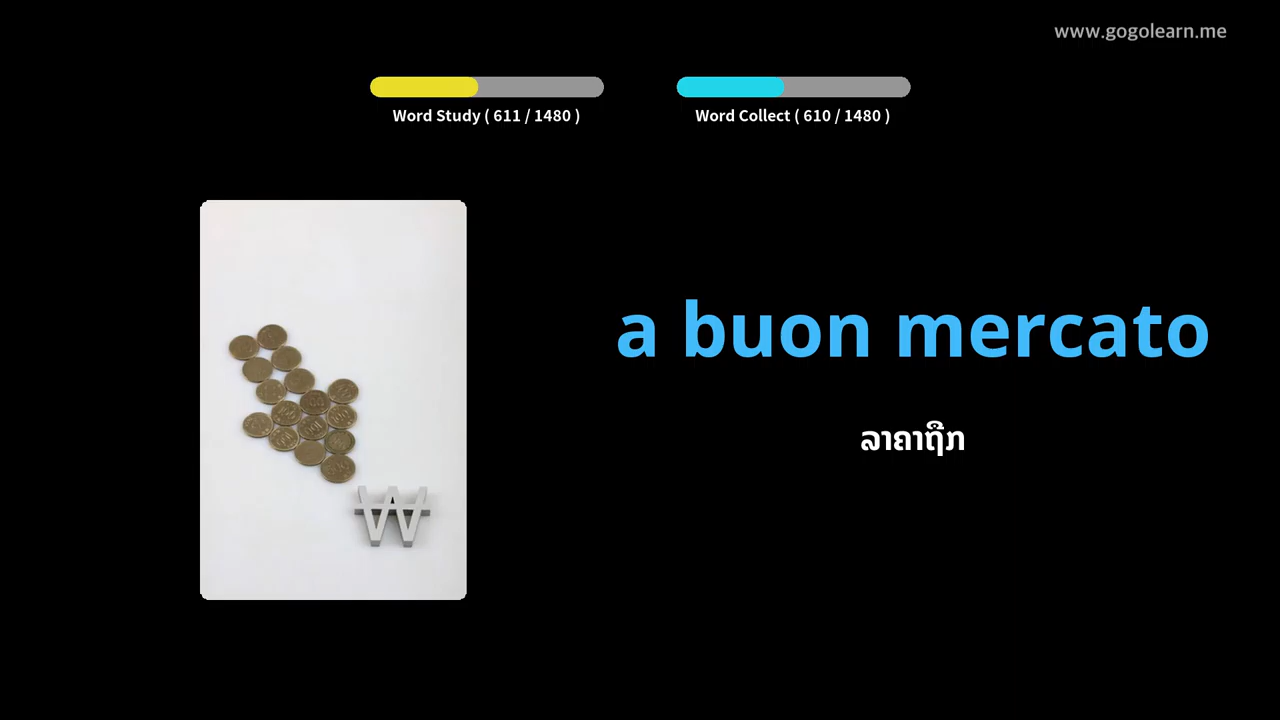 www.gogolearn.me
Word Study ( 611 / 1480 )
Word Collect ( 610 / 1480 )
a buon mercato
ລາຄາຖືກ
₩